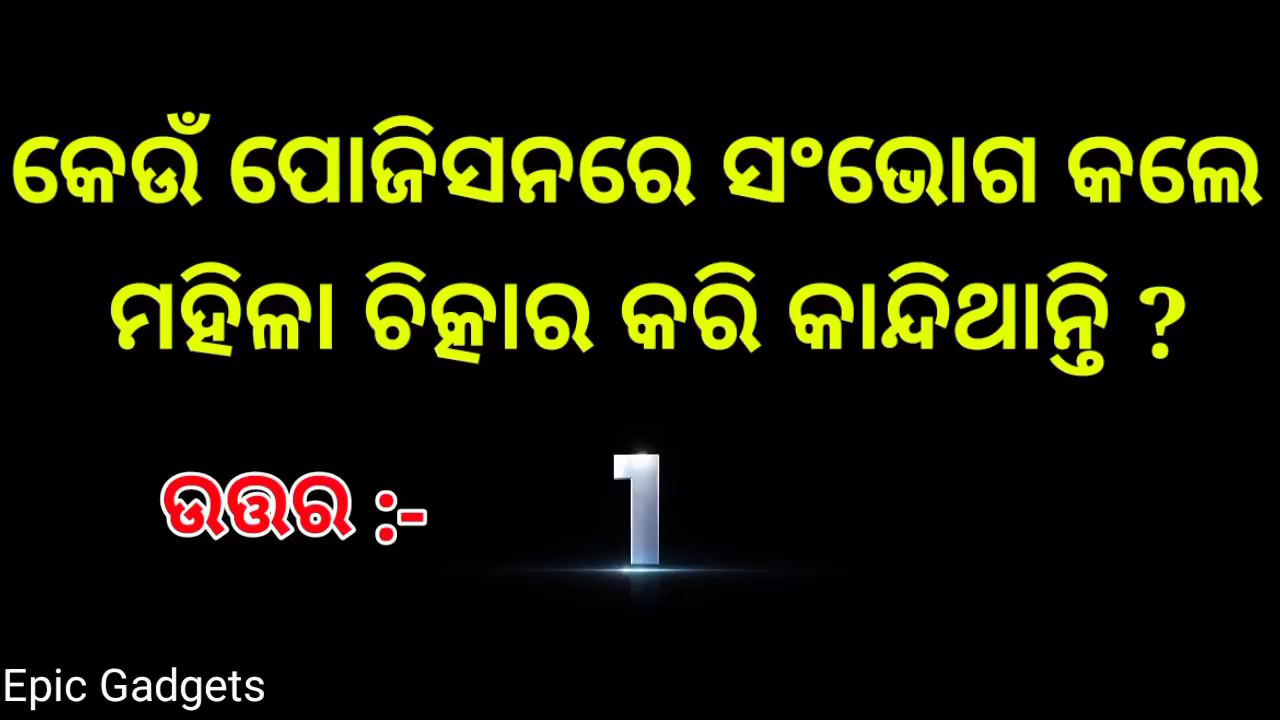 କେଉଁ ପୋଜିସନରେ ସଂଭୋଗ କଲେ
ମହିଳା ଚିତ୍କାର କରି କାନ୍ଦିଥାନ୍ତି ?
ଉତ୍ତର :-
1
Epic Gadgets